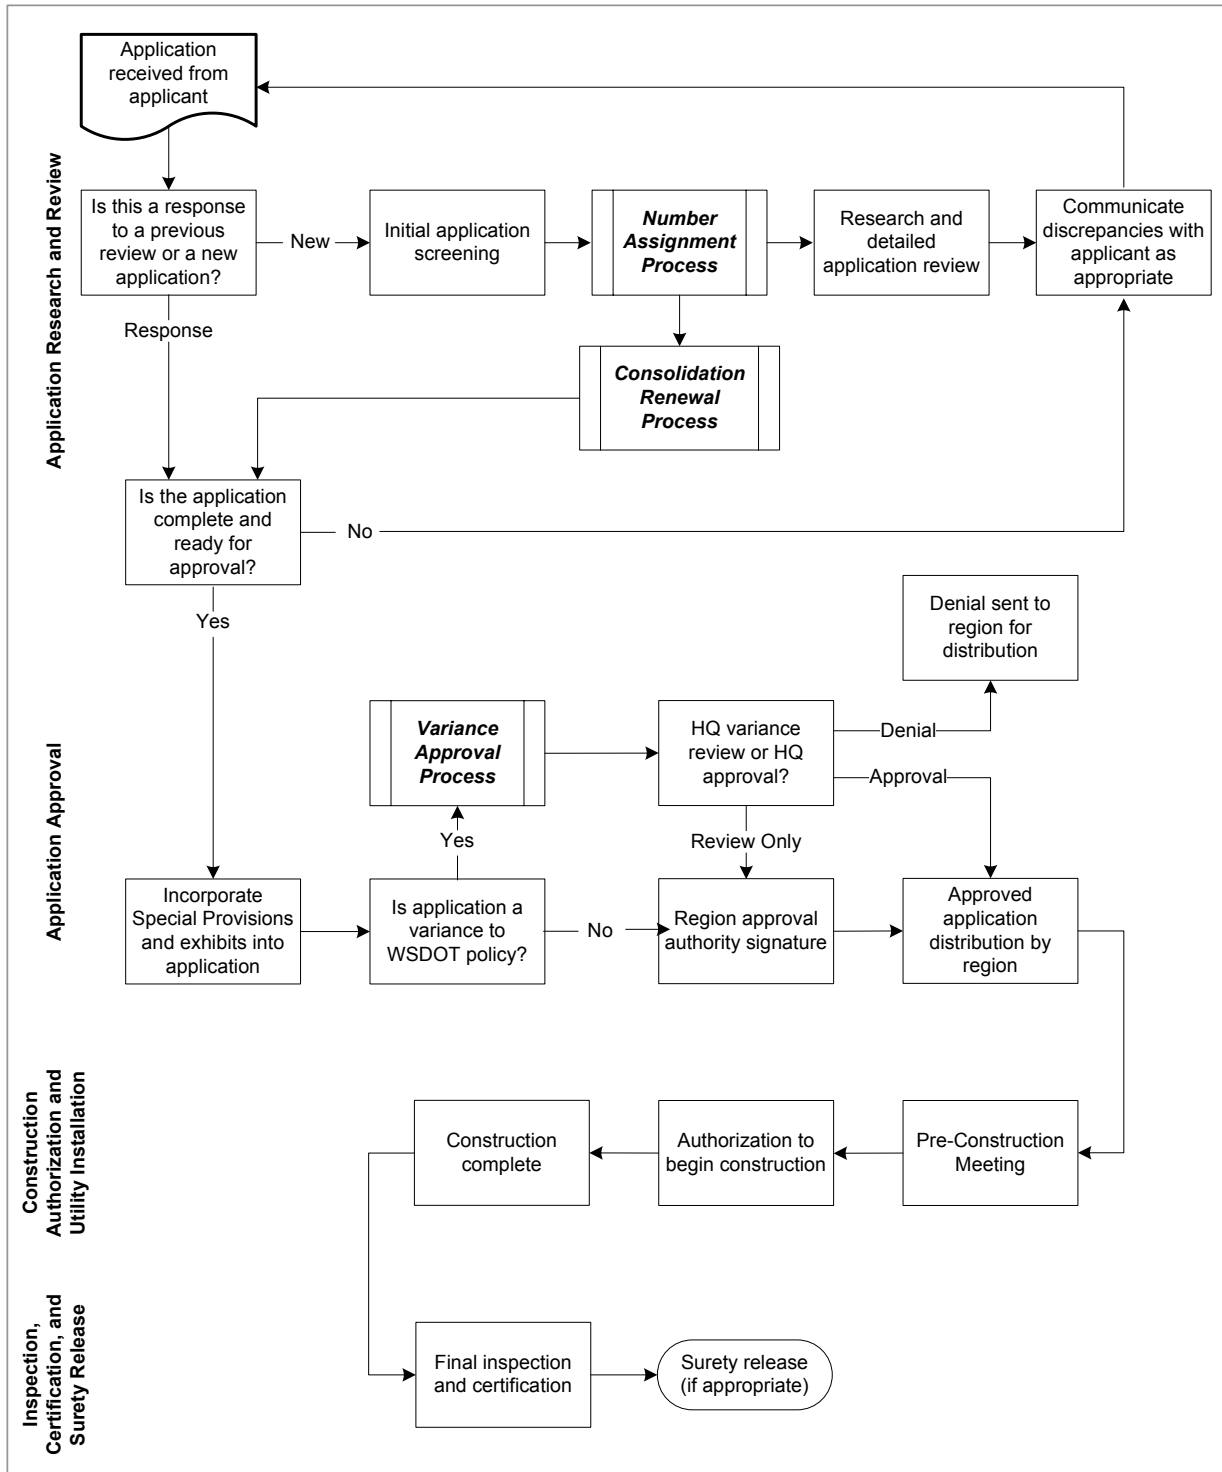 Application Research and Review
Application
received from
applicant
Is this a response
to a previous
review or a new
application?
New
Initial application
screening
Number
Assignment
Process
Research and
detailed
application review
Communicate
discrepancies with
applicant as
appropriate
Response
Consolidation
Renewal
Process
Is the application
complete and
ready for
approval?
No
Yes
Application Approval
Denial sent to
region for
distribution
Variance
Approval
Process
HQ variance
review or HQ
approval?
Denial
Approval
Yes
Review Only
Incorporate
Special Provisions
and exhibits into
application
Is application a
variance to
WSDOT policy?
No
Region approval
authority signature
Approved
application
distribution by
region
Construction
Authorization and
Utility Installation
Construction
complete
Authorization to
begin construction
Pre-Construction
Meeting
Inspection,
Certification, and
Surety Release
Final inspection
and certification
Surety release
(if appropriate)